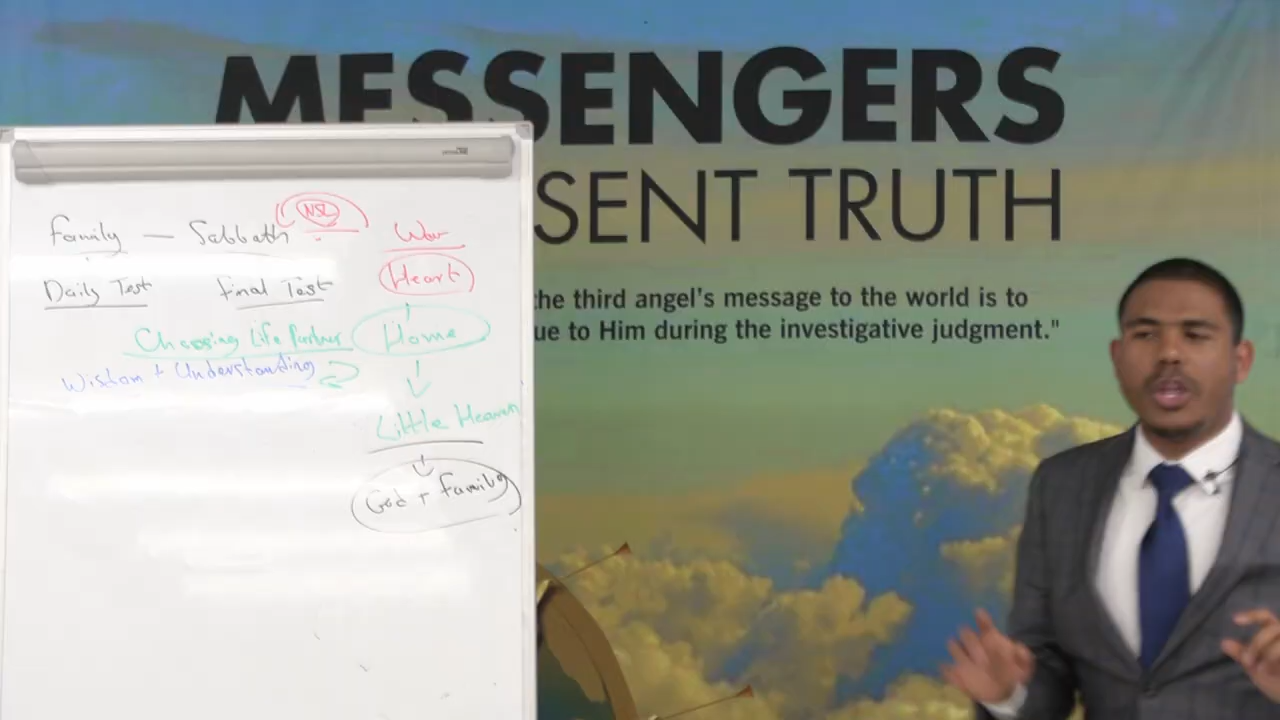 MESSENGERS
SENT TRUTH
the third angel's message to the world is to
ue to Him during the investigative judgment."
Family — Sabbath NSL War
Daily Test Final Test Heart
Choosing Life Partner Home
Wisdom + Understanding
Little Heaven
God + Family